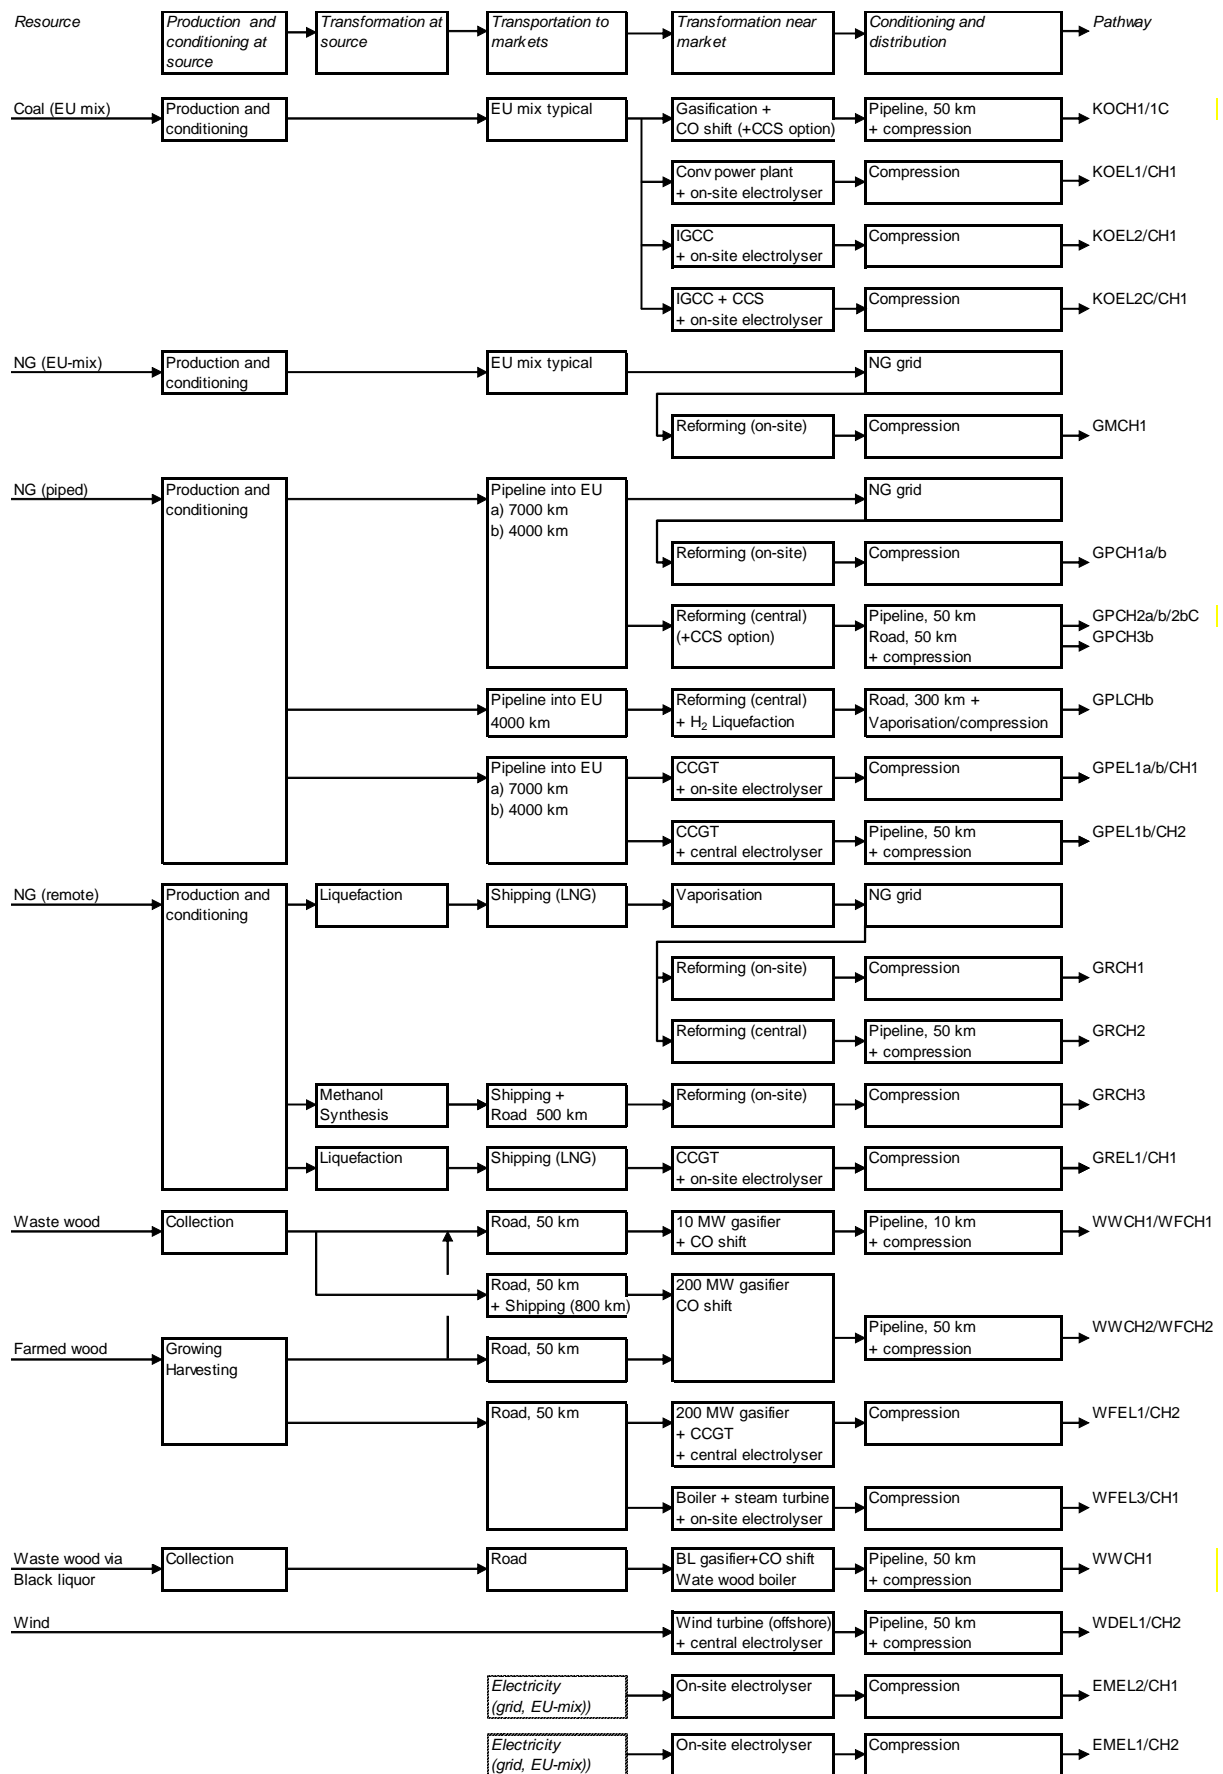 Resource
Production and
conditioning at
source
Transformation at
source
Transportation to
markets
Transformation near
market
Conditioning and
distribution
Pathway
Coal (EU mix)
Production and
conditioning
EU mix typical
Gasification +
CO shift (+CCS option)
Pipeline, 50 km
+ compression
KOCH1/1C
Conv power plant
+ on-site electrolyser
Compression
KOEL1/CH1
IGCC
+ on-site electrolyser
Compression
KOEL2/CH1
IGCC + CCS
+ on-site electrolyser
Compression
KOEL2C/CH1
NG (EU-mix)
Production and
conditioning
EU mix typical
NG grid
Reforming (on-site)
Compression
GMCH1
NG (piped)
Production and
conditioning
Pipeline into EU
a) 7000 km
b) 4000 km
NG grid
Reforming (on-site)
Compression
GPCH1a/b
Reforming (central)
(+CCS option)
Pipeline, 50 km
Road, 50 km
+ compression
GPCH2a/b/2bC
GPCH3b
Pipeline into EU
4000 km
Reforming (central)
+ H₂ Liquefaction
Road, 300 km +
Vaporisation/compression
GPLCHb
Pipeline into EU
a) 7000 km
b) 4000 km
CCGT
+ on-site electrolyser
Compression
GPEL1a/b/CH1
CCGT
+ central electrolyser
Pipeline, 50 km
+ compression
GPEL1b/CH2
NG (remote)
Production and
conditioning
Liquefaction
Shipping (LNG)
Vaporisation
NG grid
Reforming (on-site)
Compression
GRCH1
Reforming (central)
Pipeline, 50 km
+ compression
GRCH2
Methanol
Synthesis
Shipping +
Road 500 km
Reforming (on-site)
Compression
GRCH3
Liquefaction
Shipping (LNG)
CCGT
+ on-site electrolyser
Compression
GREL1/CH1
Waste wood
Collection
Road, 50 km
10 MW gasifier
+ CO shift
Pipeline, 10 km
+ compression
WWCH1/WFCH1
Road, 50 km
+ Shipping (800 km)
200 MW gasifier
CO shift
Pipeline, 50 km
+ compression
WWCH2/WFCH2
Farmed wood
Growing
Harvesting
Road, 50 km
Road, 50 km
200 MW gasifier
+ CCGT
+ central electrolyser
Compression
WFEL1/CH2
Boiler + steam turbine
+ on-site electrolyser
Compression
WFEL3/CH1
Waste wood via
Black liquor
Collection
Road
BL gasifier+CO shift
Wate wood boiler
Pipeline, 50 km
+ compression
WWCH1
Wind
Wind turbine (offshore)
+ central electrolyser
Pipeline, 50 km
+ compression
WDEL1/CH2
Electricity
(grid, EU-mix))
On-site electrolyser
Compression
EMEL2/CH1
Electricity
(grid, EU-mix))
On-site electrolyser
Compression
EMEL1/CH2